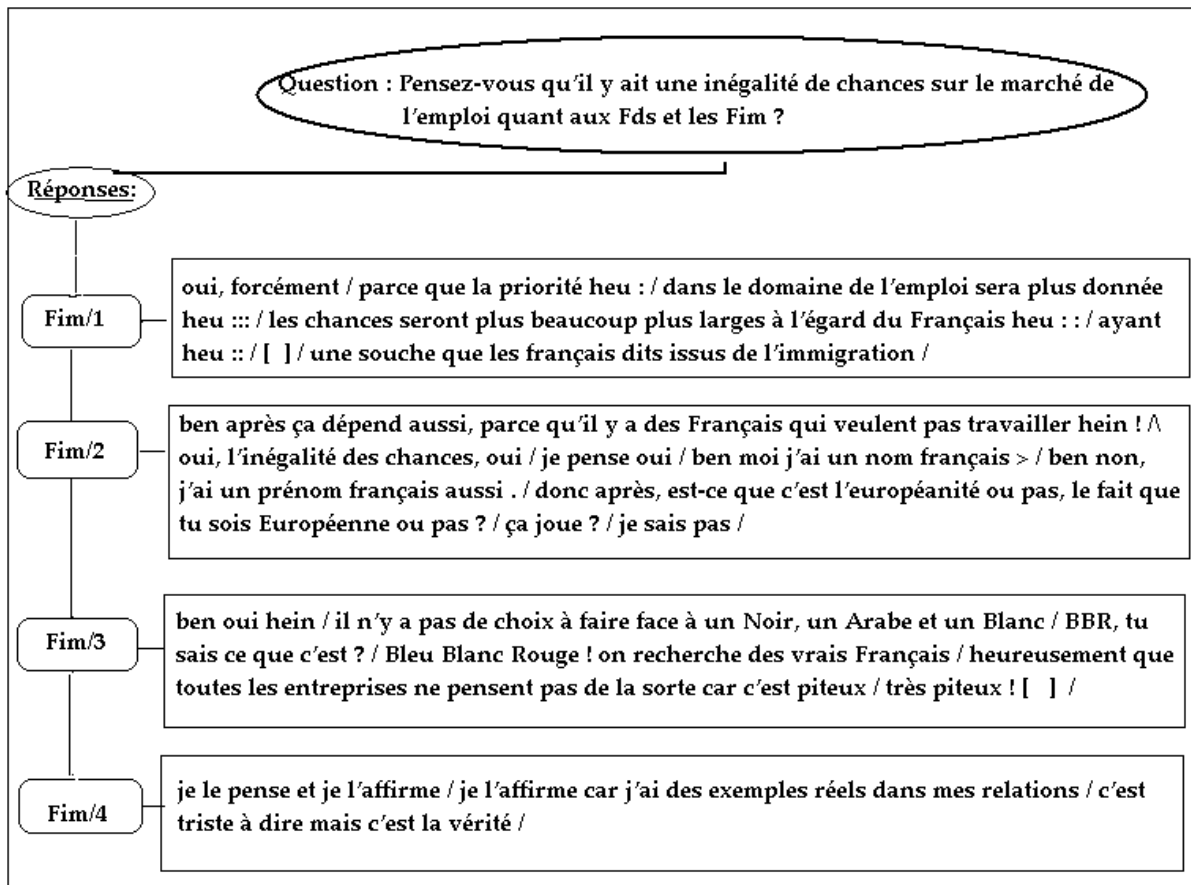 Question : Pensez-vous qu'il y ait une inégalité de chances sur le marché de
l'emploi quant aux Fds et les Fim ?
Réponses:
Fim/1
oui, forcément / parce que la priorité heu : / dans le domaine de l'emploi sera plus donnée
heu ::: / les chances seront plus beaucoup plus larges à l'égard du Français heu : : / ayant
heu :: / [ ] / une souche que les français dits issus de l'immigration /
Fim/2
ben après ça dépend aussi, parce qu'il y a des Français qui veulent pas travailler hein ! /\
oui, l'inégalité des chances, oui / je pense oui / ben moi j'ai un nom français > / ben non,
j'ai un prénom français aussi . / donc après, est-ce que c'est l'européanité ou pas, le fait que
tu sois Européenne ou pas ? / ça joue ? / je sais pas /
Fim/3
ben oui hein / il n'y a pas de choix à faire face à un Noir, un Arabe et un Blanc / BBR, tu
sais ce que c'est ? / Bleu Blanc Rouge ! on recherche des vrais Français / heureusement que
toutes les entreprises ne pensent pas de la sorte car c'est piteux / très piteux ! [ ] /
Fim/4
je le pense et je l'affirme / je l'affirme car j'ai des exemples réels dans mes relations / c'est
triste à dire mais c'est la vérité /